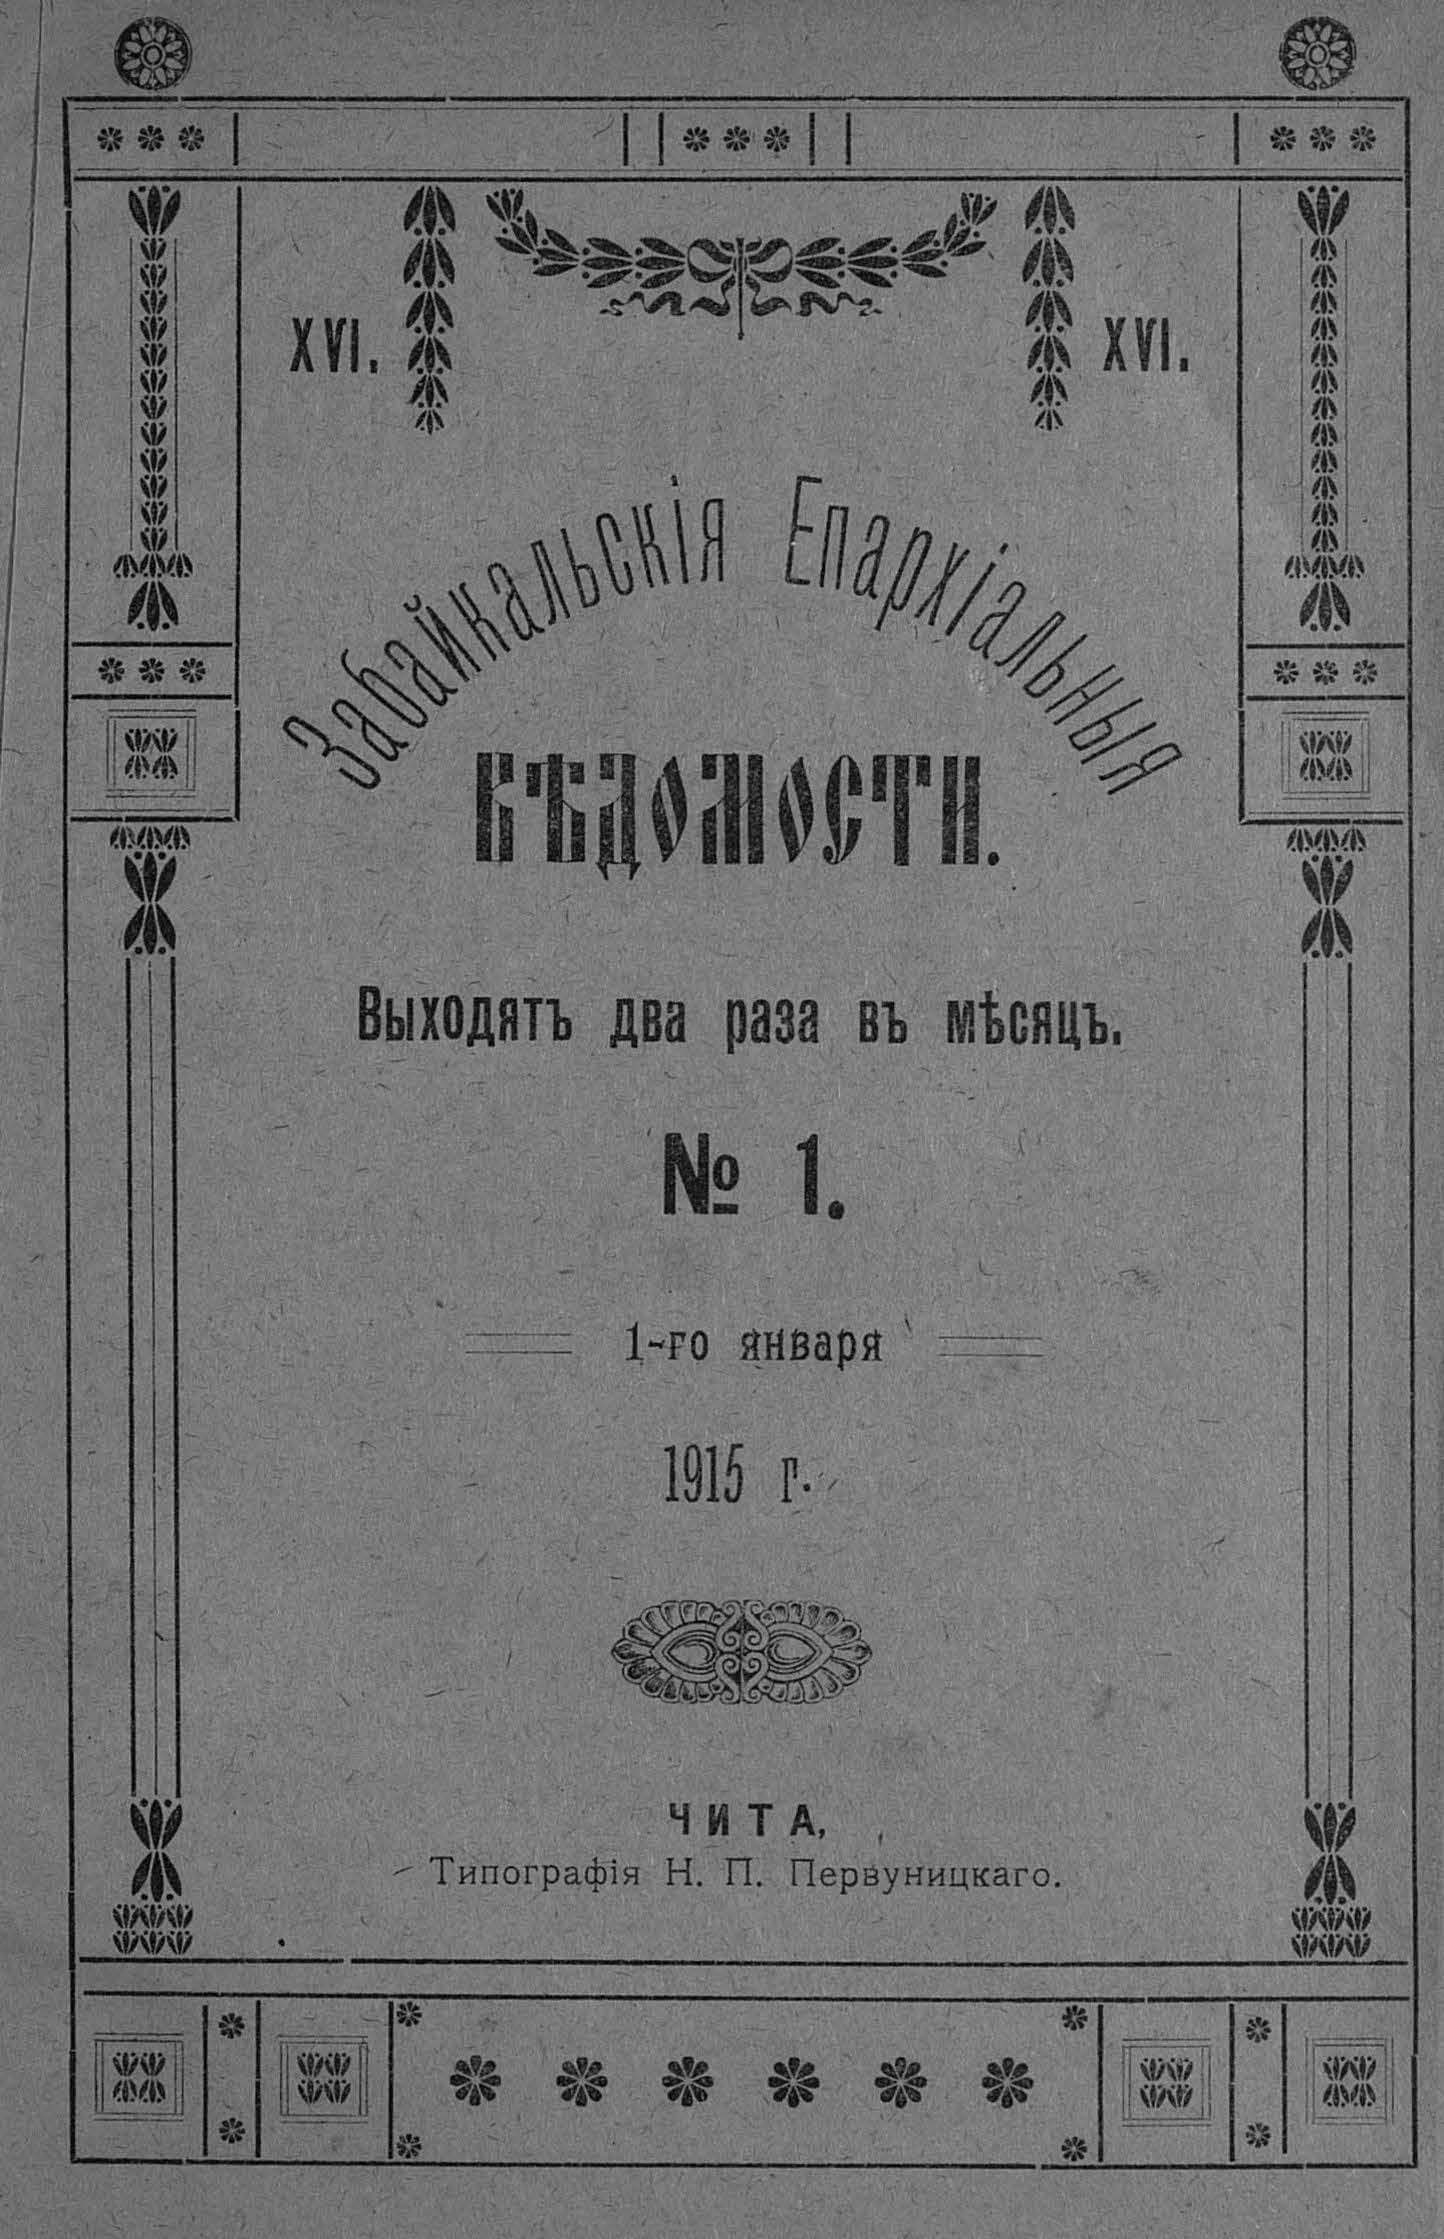 XVI. XVI.
Забайкальскія Епархіальныя
ВѢДОМОСТИ.
Выходятъ два раза въ мѣсяцъ.
№ 1.
1-го января
1915 г.
ЧИТА,
Типографія Н. П. Первуницкаго.